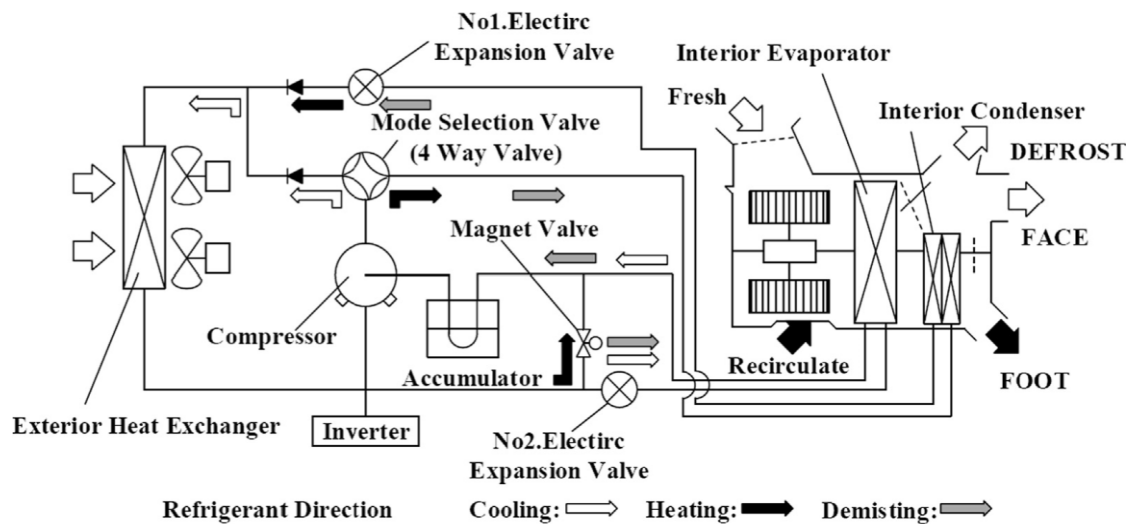 No1.Electirc
Expansion Valve
Interior Evaporator
Fresh
Interior Condenser
Mode Selection Valve
(4 Way Valve)
DEFROST
Magnet Valve
FACE
Compressor
Accumulator
Recirculate
FOOT
Exterior Heat Exchanger
Inverter
No2.Electirc
Expansion Valve
Refrigerant Direction Cooling: Heating: Demisting: